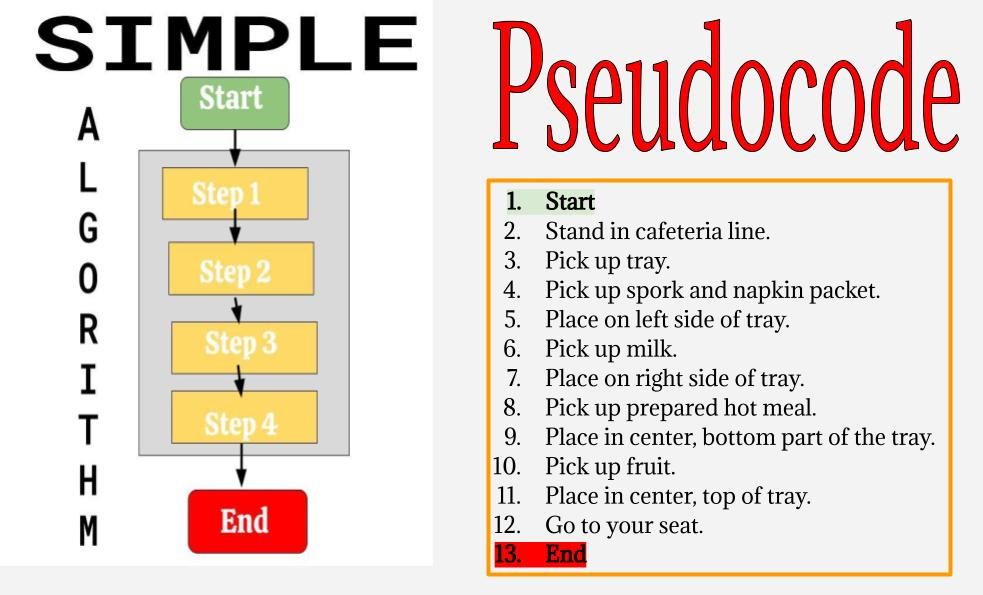 SIMPLE
ALGORITHM
Start
Step 1
Step 2
Step 3
Step 4
End
Pseudocode
1. Start
2. Stand in cafeteria line.
3. Pick up tray.
4. Pick up spork and napkin packet.
5. Place on left side of tray.
6. Pick up milk.
7. Place on right side of tray.
8. Pick up prepared hot meal.
9. Place in center, bottom part of the tray.
10. Pick up fruit.
11. Place in center, top of tray.
12. Go to your seat.
13. End